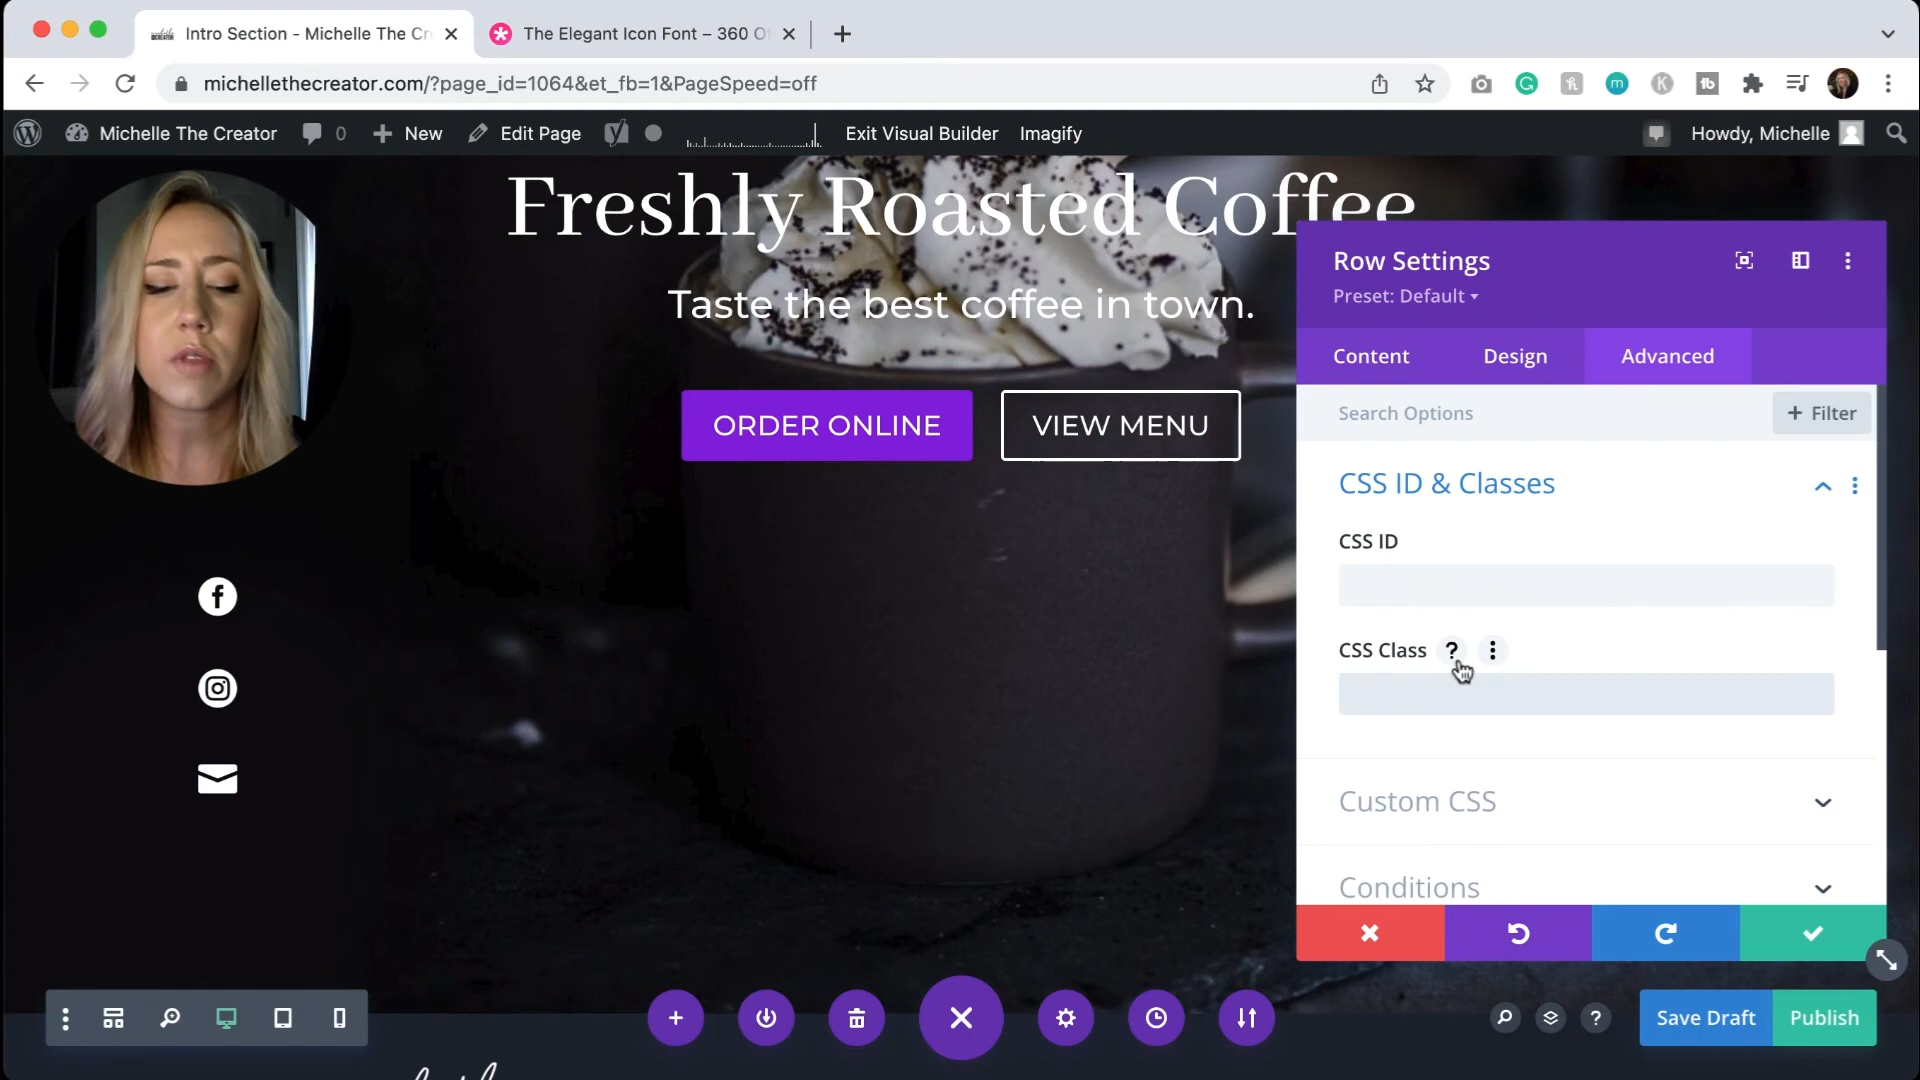 Intro Section - Michelle The Cr
The Elegant Icon Font – 360 O
michellethecreator.com/?page_id=1064&et_fb=1&PageSpeed=off
Michelle The Creator
0
New
Edit Page
Exit Visual Builder
Imagify
Howdy, Michelle
Freshly Roasted Coffee
Taste the best coffee in town.
ORDER ONLINE
VIEW MENU
Row Settings
Preset: Default
Content
Design
Advanced
Search Options
+ Filter
CSS ID & Classes
CSS ID
CSS Class
?
Custom CSS
Conditions
?
Save Draft
Publish